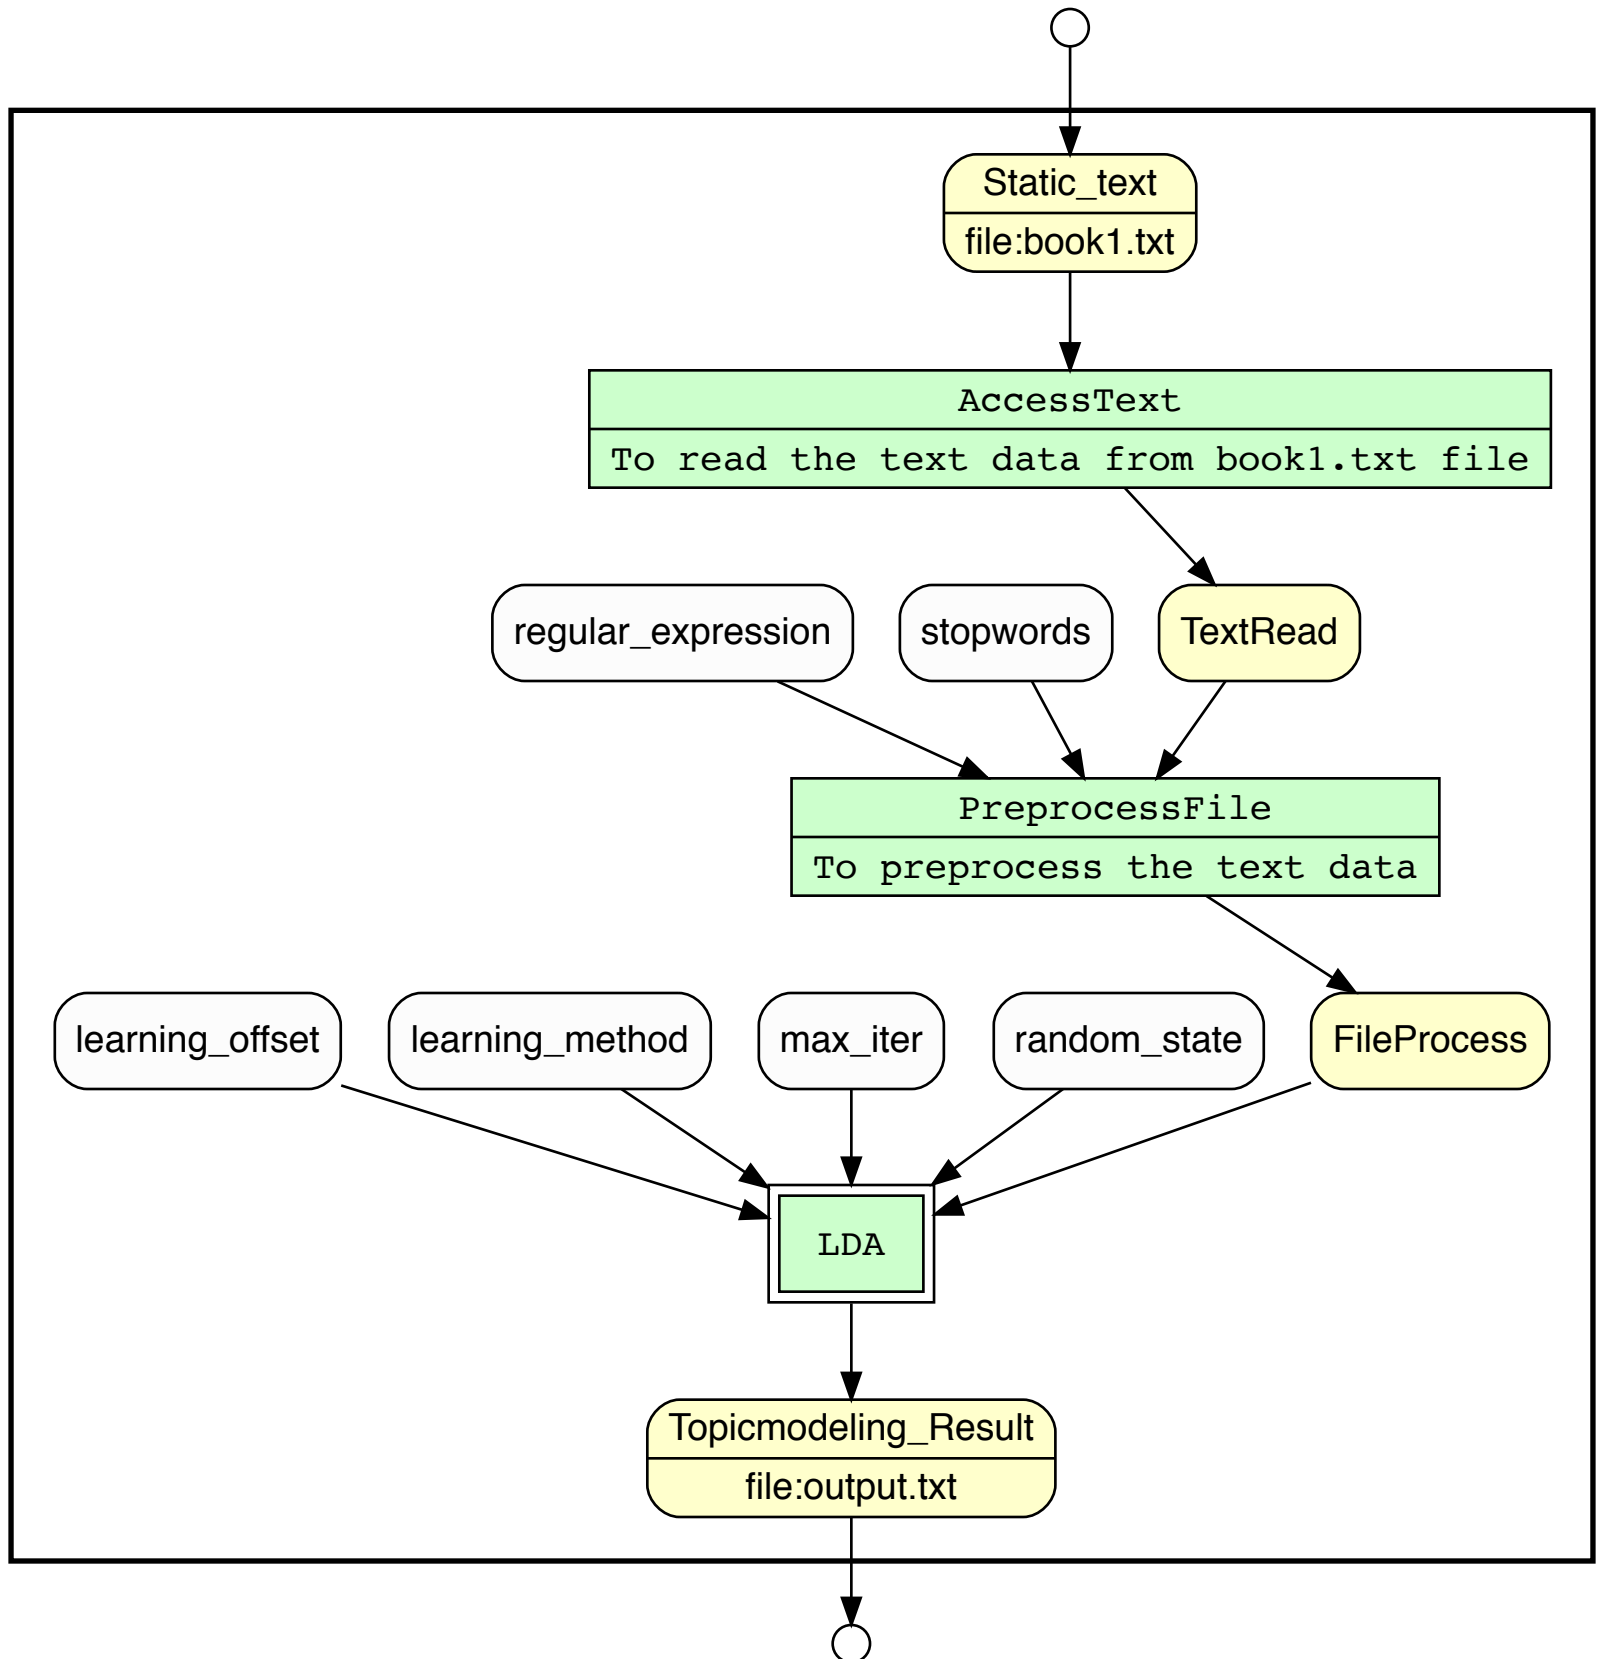 Static_text
file:book1.txt
AccessText
To read the text data from book1.txt file
regular_expression
stopwords
TextRead
PreprocessFile
To preprocess the text data
learning_offset
learning_method
max_iter
random_state
FileProcess
LDA
Topicmodeling_Result
file:output.txt